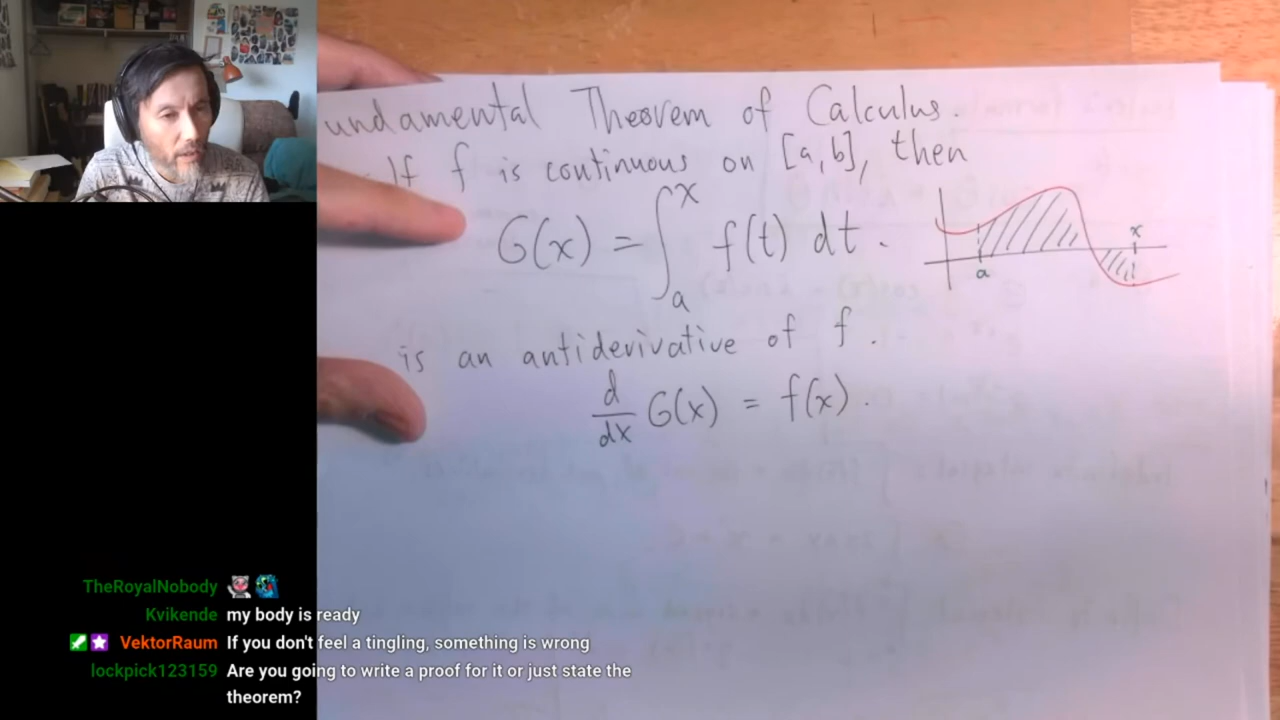 undamental Theorem of Calculus.
If f is continuous on [a,b], then
G(x) = ∫ₐˣ f(t) dt.
a
x
is an antiderivative of f.
d/dx G(x) = f(x).
TheRoyalNobody
Kvikende my body is ready
VektorRaum If you don't feel a tingling, something is wrong
lockpick123159 Are you going to write a proof for it or just state the
theorem?